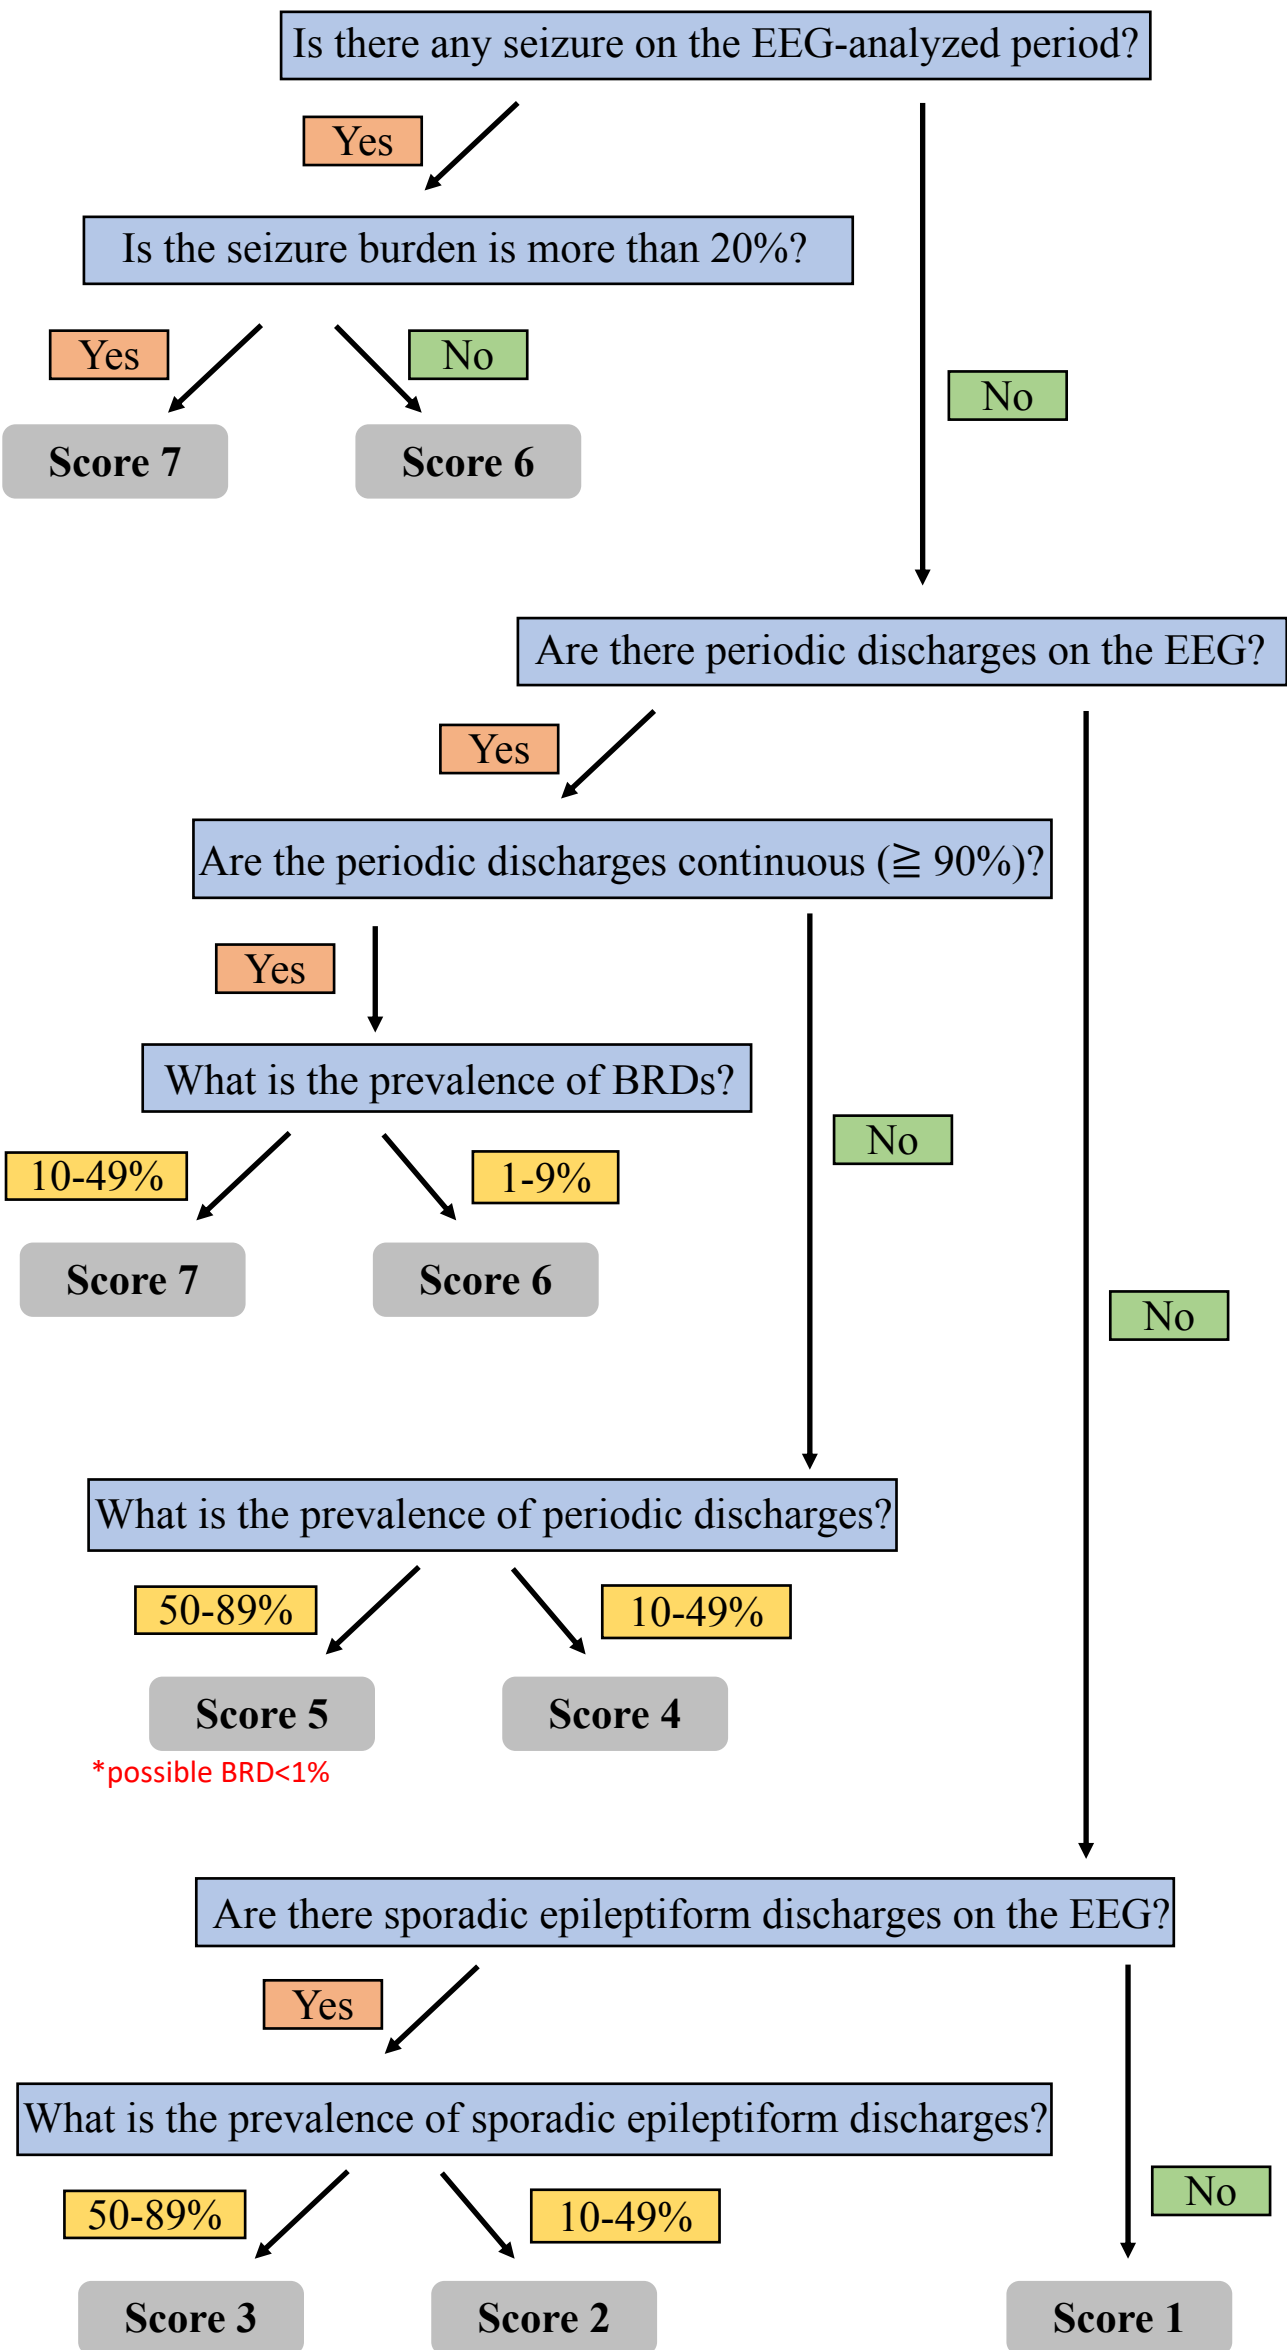 Is there any seizure on the EEG-analyzed period?
Yes
Is the seizure burden is more than 20%?
Yes
No
No
Score 7
Score 6
Are there periodic discharges on the EEG?
Yes
Are the periodic discharges continuous (≧ 90%)?
Yes
What is the prevalence of BRDs?
No
10-49%
1-9%
Score 7
Score 6
No
What is the prevalence of periodic discharges?
50-89%
10-49%
Score 5
Score 4
*possible BRD<1%
Are there sporadic epileptiform discharges on the EEG?
Yes
What is the prevalence of sporadic epileptiform discharges?
No
50-89%
10-49%
Score 3
Score 2
Score 1